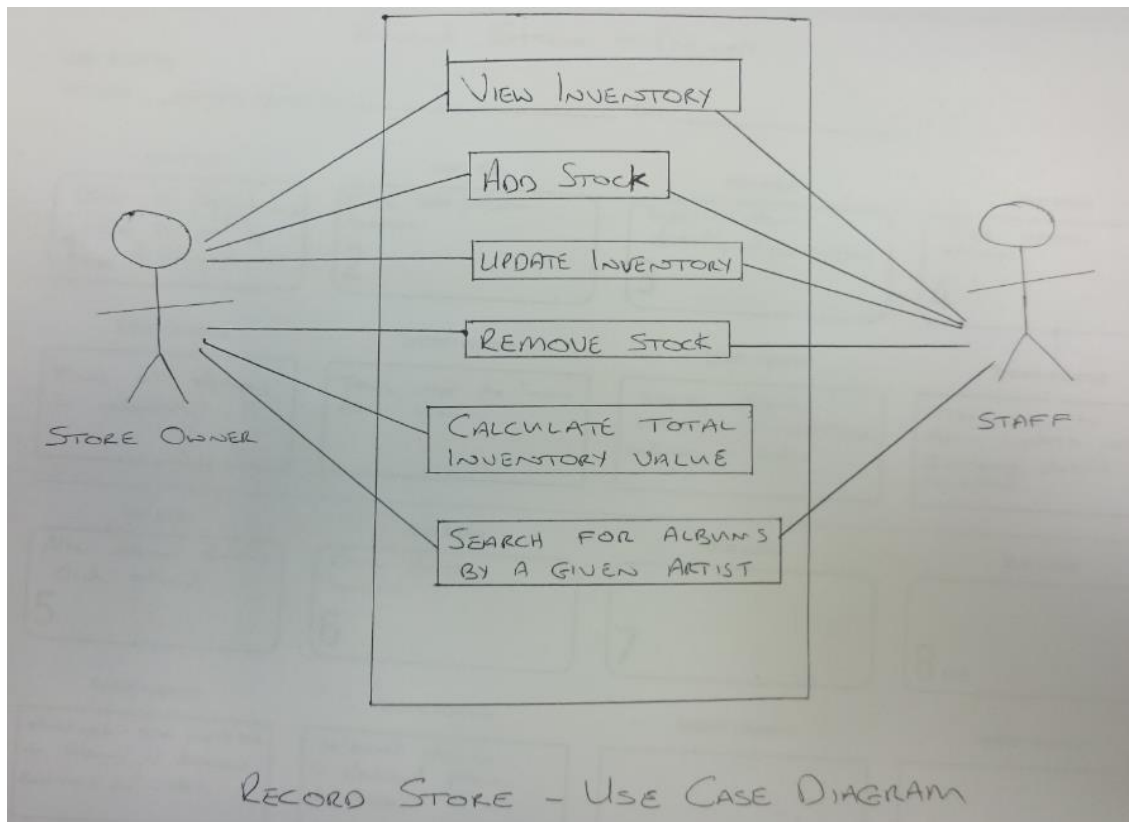 VIEW INVENTORY
ADD STOCK
UPDATE INVENTORY
REMOVE STOCK
CALCULATE TOTAL
INVENTORY VALUE
SEARCH FOR ALBUMS
BY A GIVEN ARTIST
STORE OWNER
STAFF
RECORD STORE - USE CASE DIAGRAM